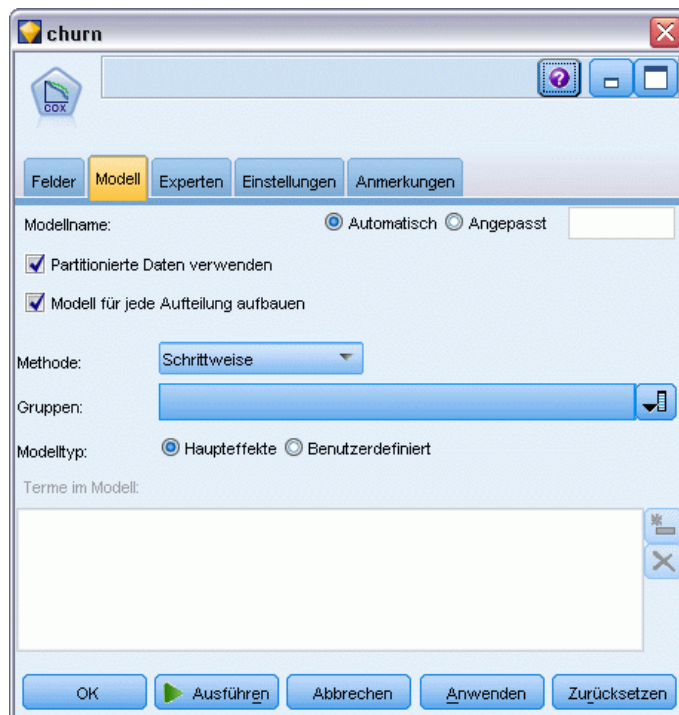 churn
COX
Felder Modell Experten Einstellungen Anmerkungen
Modellname: Automatisch Angepasst
Partitionierte Daten verwenden
Modell für jede Aufteilung aufbauen
Methode: Schrittweise
Gruppen:
Modelltyp: Haupteffekte Benutzerdefiniert
Terme im Modell:
OK Ausführen Abbrechen Anwenden Zurücksetzen